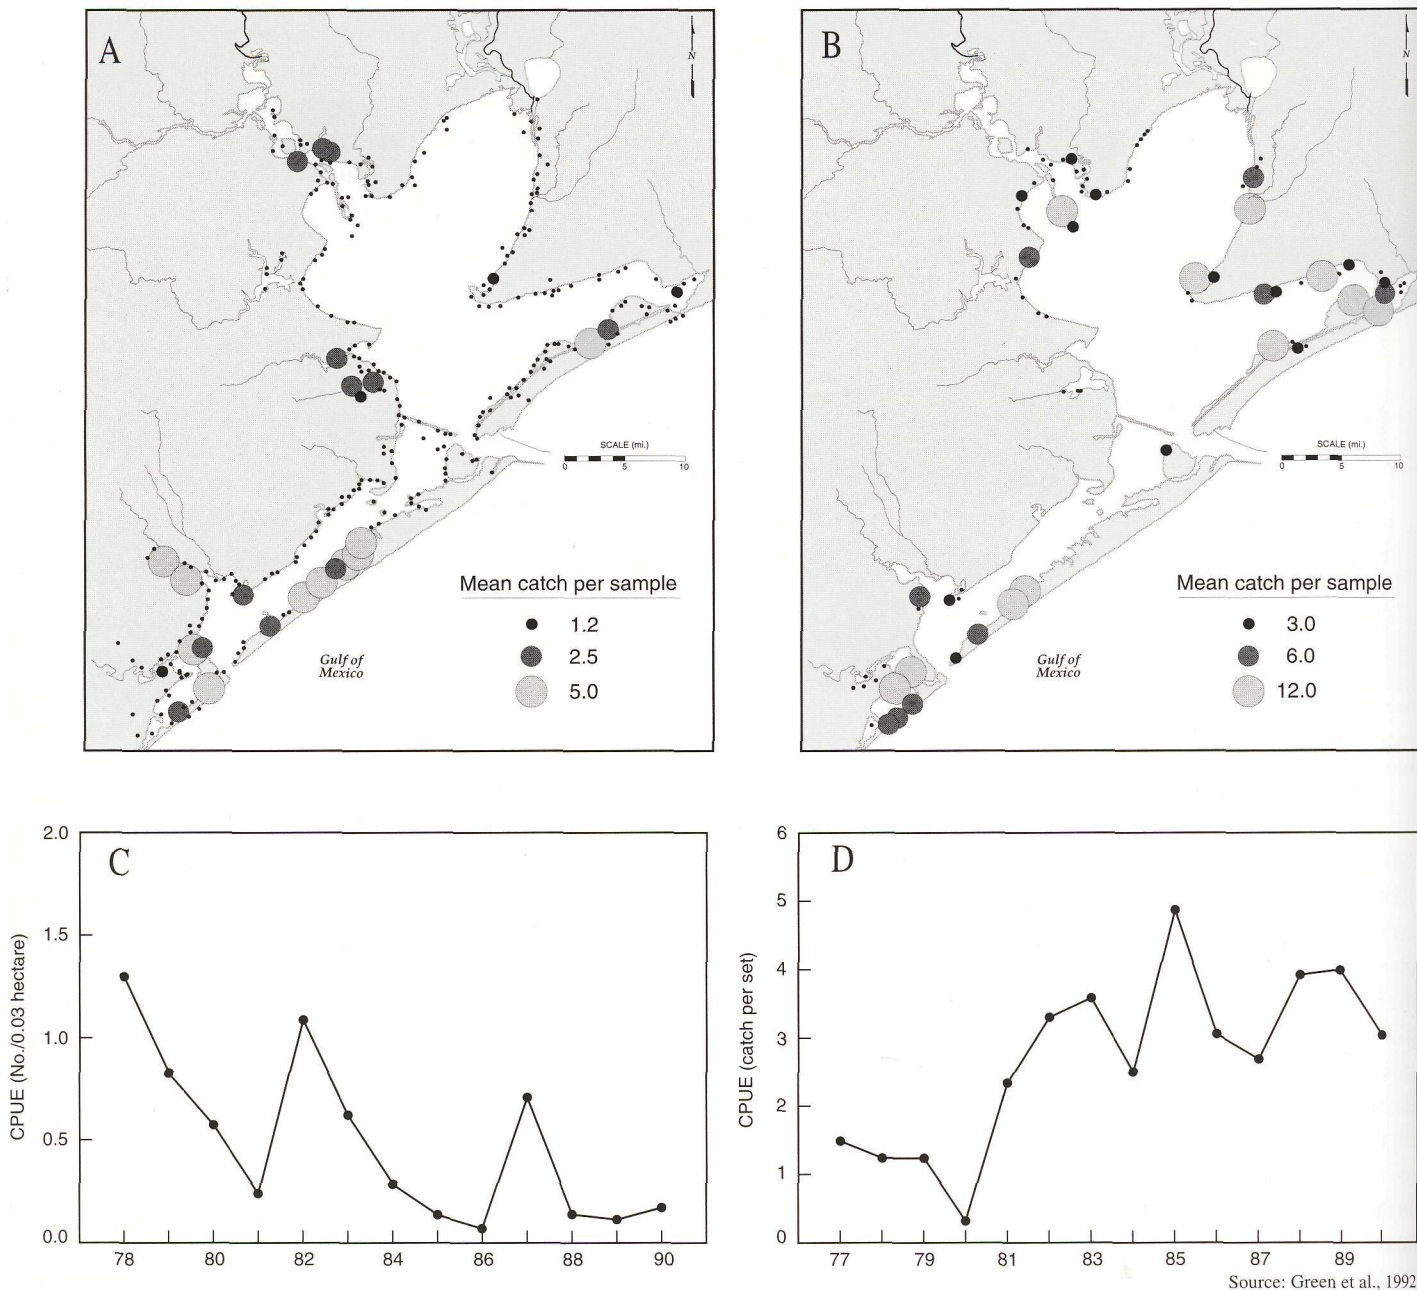 A
N
SCALE (mi.)
0 5 10
Gulf of
Mexico
Mean catch per sample
1.2
2.5
5.0
B
N
SCALE (mi.)
0 5 10
Gulf of
Mexico
Mean catch per sample
3.0
6.0
12.0
C
CPUE (No./0.03 hectare)
2.0
1.5
1.0
0.5
0.0
78 80 82 84 86 88 90
D
CPUE (catch per set)
6
5
4
3
2
1
0
77 79 81 83 85 87 89
Source: Green et al., 1992